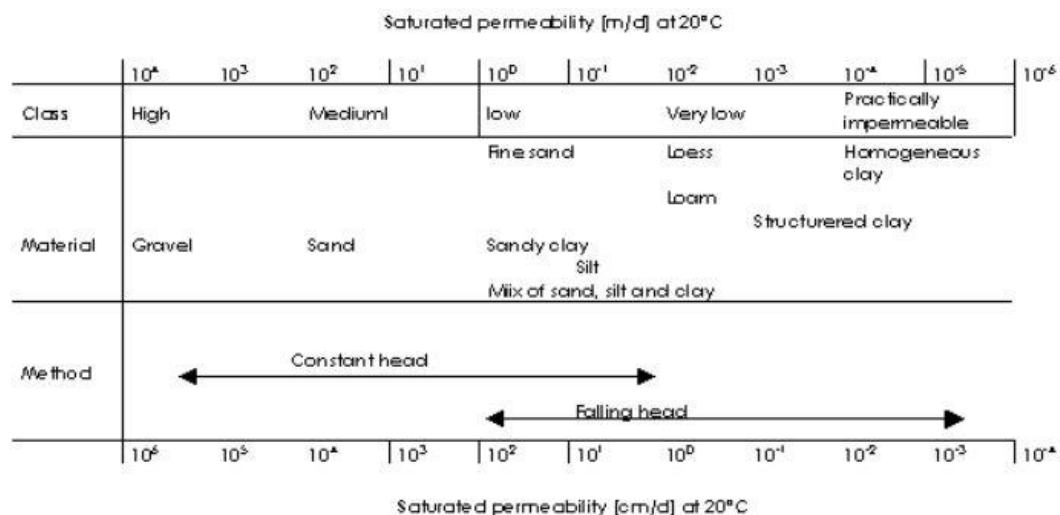 Saturated permeability [m/d] at 20°C
10⁴ 10³ 10² 10¹ 10⁰ 10⁻¹ 10⁻² 10⁻³ 10⁻⁴ 10⁻⁵ 10⁻⁶
Class High Mediuml low Very low Practically impermeable
Fine sand Loess Homogeneous clay
Loam
Structurered clay
Material Gravel Sand Sandy clay
Silt
Miix of sand, silt and clay
Constant head
Method
Falling head
10⁶ 10⁵ 10⁴ 10³ 10² 10¹ 10⁰ 10⁻¹ 10⁻² 10⁻³ 10⁻⁴
Saturated permeability [cm/d] at 20°C